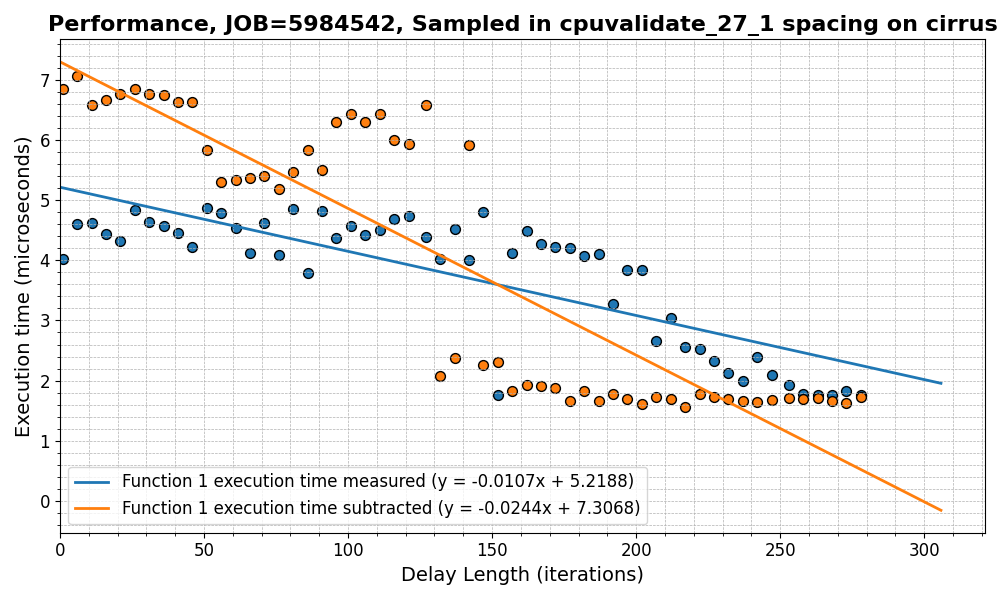 Performance, JOB=5984542, Sampled in cpuvalidate_27_1 spacing on cirrus
Execution time (microseconds)
7
6
5
4
3
2
1
0
Function 1 execution time measured (y = -0.0107x + 5.2188)
Function 1 execution time subtracted (y = -0.0244x + 7.3068)
0 50 100 150 200 250 300
Delay Length (iterations)